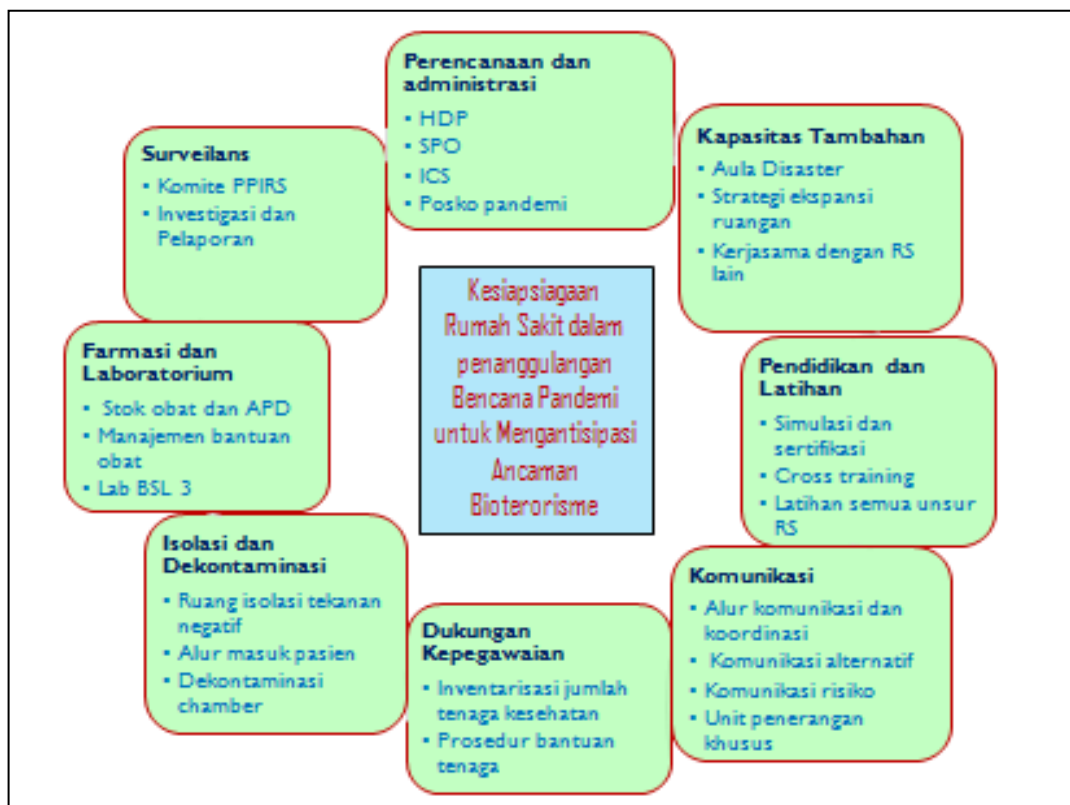 Perencanaan dan
administrasi
• HDP
• SPO
• ICS
• Posko pandemi
Kapasitas Tambahan
• Aula Disaster
• Strategi ekspansi
ruangan
• Kerjasama dengan RS
lain
Pendidikan dan
Latihan
• Simulasi dan
sertifikasi
• Cross training
• Latihan semua unsur
RS
Komunikasi
• Alur komunikasi dan
koordinasi
• Komunikasi alternatif
• Komunikasi risiko
• Unit penerangan
khusus
Dukungan
Kepegawaian
• Inventarisasi jumlah
tenaga kesehatan
• Prosedur bantuan
tenaga
Isolasi dan
Dekontaminasi
• Ruang isolasi tekanan
negatif
• Alur masuk pasien
• Dekontaminasi
chamber
Farmasi dan
Laboratorium
• Stok obat dan APD
• Manajemen bantuan
obat
• Lab BSL 3
Surveilans
• Komite PPIRS
• Investigasi dan
Pelaporan
Kesiapsiagaan
Rumah Sakit dalam
penanggulangan
Bencana Pandemi
untuk Mengantisipasi
Ancaman
Bioterorisme